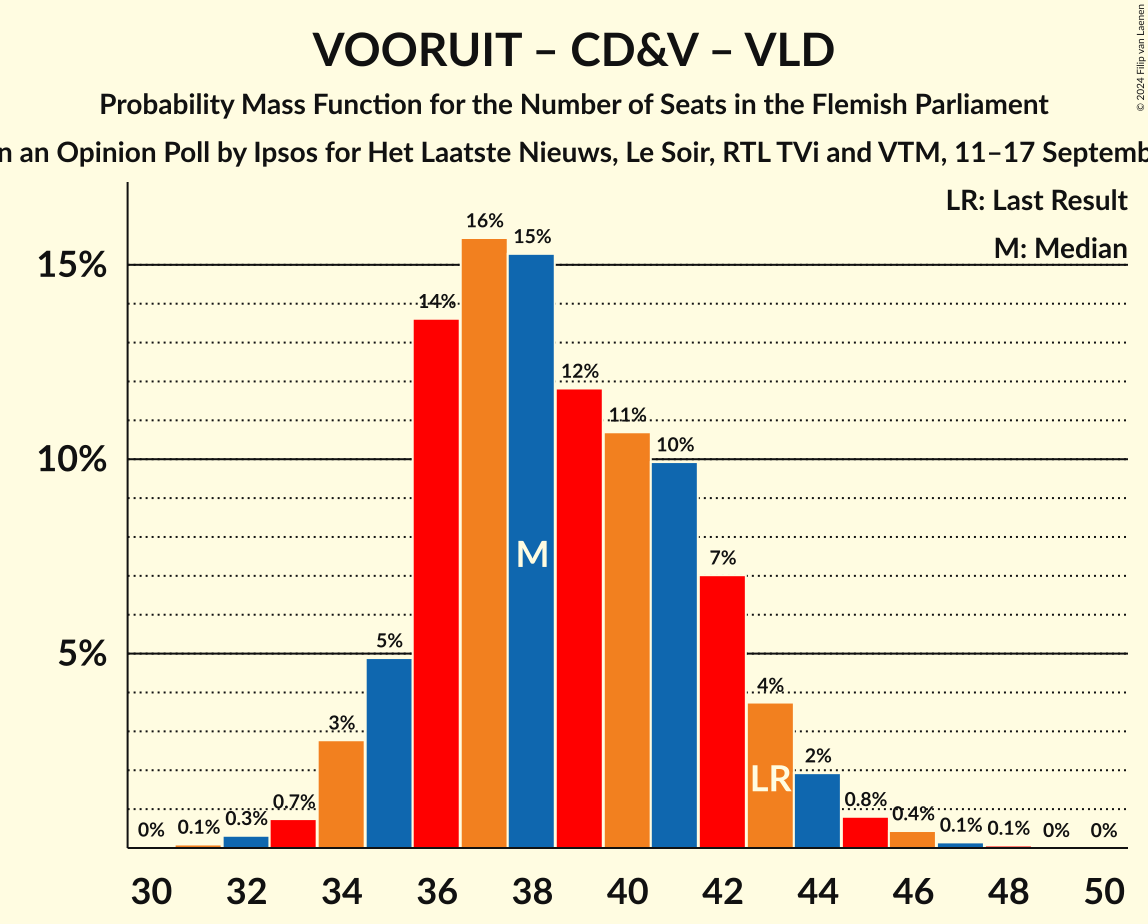 VOORUIT – CD&V – VLD
Probability Mass Function for the Number of Seats in the Flemish Parliament
n an Opinion Poll by Ipsos for Het Laatste Nieuws, Le Soir, RTL TVi and VTM, 11–17 Septemb
© 2024 Filip van Laenen
LR: Last Result
M: Median
15%
10%
5%
0% 0.1% 0.3% 0.7% 3% 5% 14% 16% 15% 12% 11% 10% 7% 4% 2% 0.8% 0.4% 0.1% 0.1% 0% 0%
M
LR
30 32 34 36 38 40 42 44 46 48 50